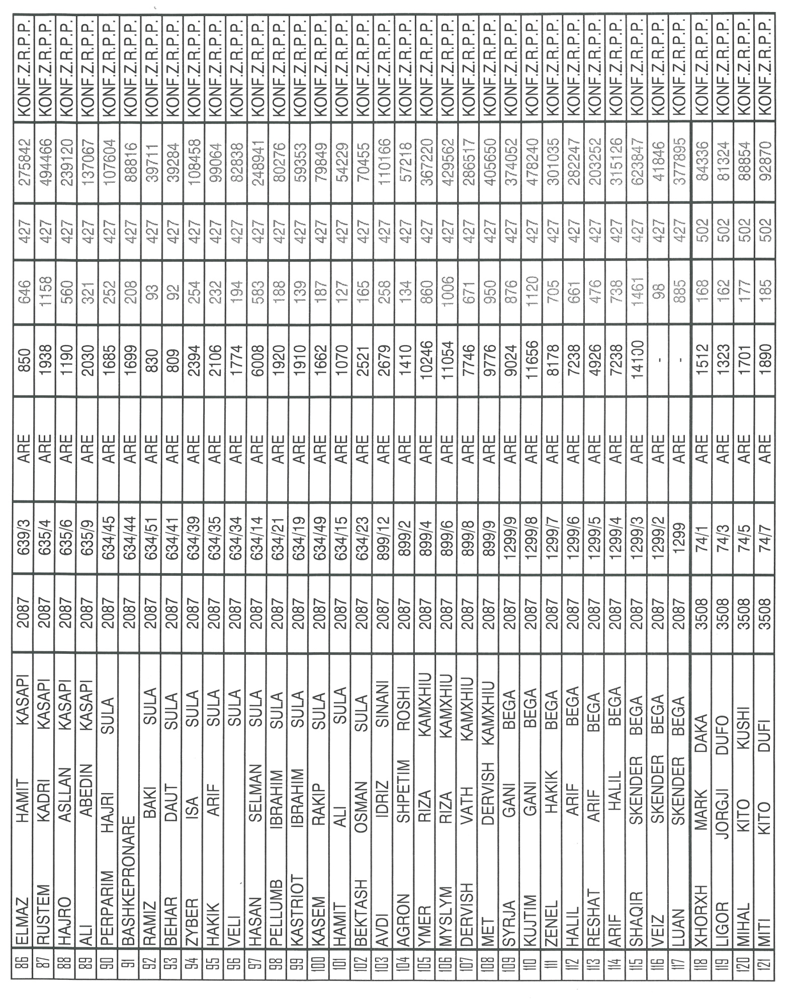 86 ELMAZ HAMIT KASAPI 2087 639/3 ARE 850 646 427 275842 KONF.Z.R.P.P.
87 RUSTEM KADRI KASAPI 2087 635/4 ARE 1938 1158 427 494466 KONF.Z.R.P.P.
88 HAJRO ASLLAN KASAPI 2087 635/6 ARE 1190 560 427 239120 KONF.Z.R.P.P.
89 ALI ABEDIN KASAPI 2087 635/9 ARE 2030 321 427 137067 KONF.Z.R.P.P.
90 PERPARIM HAJRI SULA 2087 634/45 ARE 1685 252 427 107604 KONF.Z.R.P.P.
91 BASHKEPRONARE 2087 634/44 ARE 1699 208 427 88816 KONF.Z.R.P.P.
92 RAMIZ BAKI SULA 2087 634/51 ARE 830 93 427 39711 KONF.Z.R.P.P.
93 BEHAR DAUT SULA 2087 634/41 ARE 809 92 427 39284 KONF.Z.R.P.P.
94 ZYBER ISA SULA 2087 634/39 ARE 2394 254 427 108458 KONF.Z.R.P.P.
95 HAKIK ARIF SULA 2087 634/35 ARE 2106 232 427 99064 KONF.Z.R.P.P.
96 VELI SULA 2087 634/34 ARE 1774 194 427 82838 KONF.Z.R.P.P.
97 HASAN SELMAN SULA 2087 634/14 ARE 6008 583 427 248941 KONF.Z.R.P.P.
98 PELLUMB IBRAHIM SULA 2087 634/21 ARE 1920 188 427 80276 KONF.Z.R.P.P.
99 KASTRIOT IBRAHIM SULA 2087 634/19 ARE 1910 139 427 59353 KONF.Z.R.P.P.
100 KASEM RAKIP SULA 2087 634/49 ARE 1662 187 427 79849 KONF.Z.R.P.P.
101 HAMIT ALI SULA 2087 634/15 ARE 1070 127 427 54229 KONF.Z.R.P.P.
102 BEKTASH OSMAN SULA 2087 634/23 ARE 2521 165 427 70455 KONF.Z.R.P.P.
103 AVDI IDRIZ SINANI 2087 899/12 ARE 2679 258 427 110166 KONF.Z.R.P.P.
104 AGRON SHPETIM ROSHI 2087 899/2 ARE 1410 134 427 57218 KONF.Z.R.P.P.
105 YMER RIZA KAMXHIU 2087 899/4 ARE 10246 860 427 367220 KONF.Z.R.P.P.
106 MYSLYM RIZA KAMXHIU 2087 899/6 ARE 11054 1006 427 429562 KONF.Z.R.P.P.
107 DERVISH VATH KAMXHIU 2087 899/8 ARE 7746 671 427 286517 KONF.Z.R.P.P.
108 MET DERVISH KAMXHIU 2087 899/9 ARE 9776 950 427 405650 KONF.Z.R.P.P.
109 SYRJA GANI BEGA 2087 1299/9 ARE 9024 876 427 374052 KONF.Z.R.P.P.
110 KUJTIM GANI BEGA 2087 1299/8 ARE 11656 1120 427 478240 KONF.Z.R.P.P.
111 ZENEL HAKIK BEGA 2087 1299/7 ARE 8178 705 427 301035 KONF.Z.R.P.P.
112 HALIL ARIF BEGA 2087 1299/6 ARE 7238 661 427 282247 KONF.Z.R.P.P.
113 RESHAT ARIF BEGA 2087 1299/5 ARE 4926 476 427 203252 KONF.Z.R.P.P.
114 ARIF HALIL BEGA 2087 1299/4 ARE 7238 738 427 315126 KONF.Z.R.P.P.
115 SHAQIR SKENDER BEGA 2087 1299/3 ARE 14100 1461 427 623847 KONF.Z.R.P.P.
116 VEIZ SKENDER BEGA 2087 1299/2 ARE - 98 427 41846 KONF.Z.R.P.P.
117 LUAN SKENDER BEGA 2087 1299 ARE - 885 427 377895 KONF.Z.R.P.P.
118 XHORXH MARK DAKA 3508 74/1 ARE 1512 168 502 84336 KONF.Z.R.P.P.
119 LIGOR JORGJI DUFO 3508 74/3 ARE 1323 162 502 81324 KONF.Z.R.P.P.
120 MIHAL KITO KUSHI 3508 74/5 ARE 1701 177 502 88854 KONF.Z.R.P.P.
121 MITI KITO DUFI 3508 74/7 ARE 1890 185 502 92870 KONF.Z.R.P.P.